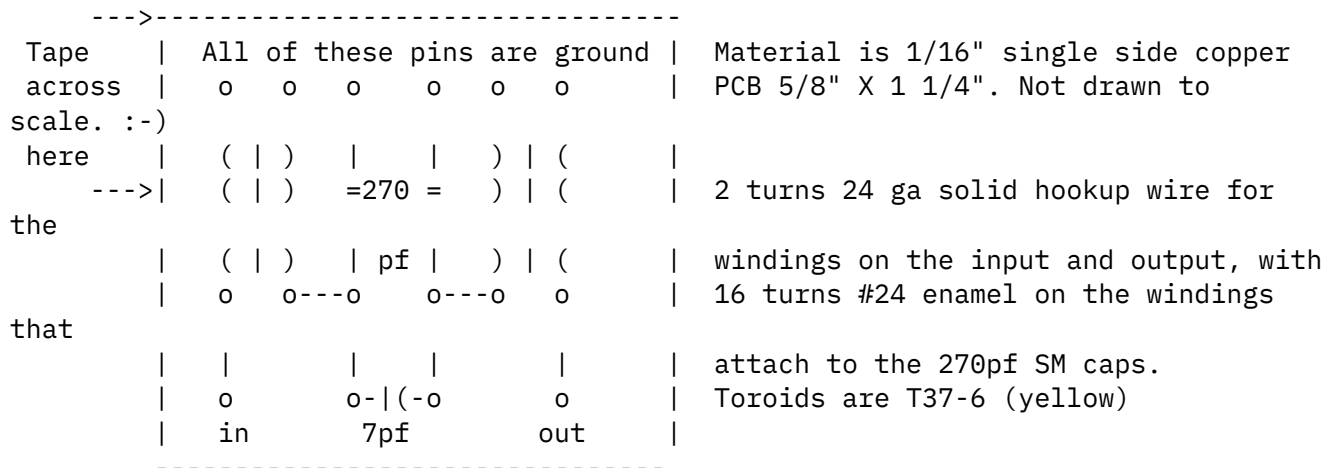 --->---------------------------------
 Tape    |  All of these pins are ground |  Material is 1/16" single side copper
 across  |   o   o   o    o   o   o      |  PCB 5/8" X 1 1/4". Not drawn to
scale. :-)
 here    |   ( | )   |    |   ) | (      |
     --->|   ( | )   =270 =   ) | (      |  2 turns 24 ga solid hookup wire for
the
         |   ( | )   | pf |   ) | (      |  windings on the input and output, with
         |   o   o---o    o---o   o      |  16 turns #24 enamel on the windings
that
         |   |       |    |       |      |  attach to the 270pf SM caps.
         |   o       o-|(-o       o      |  Toroids are T37-6 (yellow)
         |   in       7pf        out     |
         --------------------------------